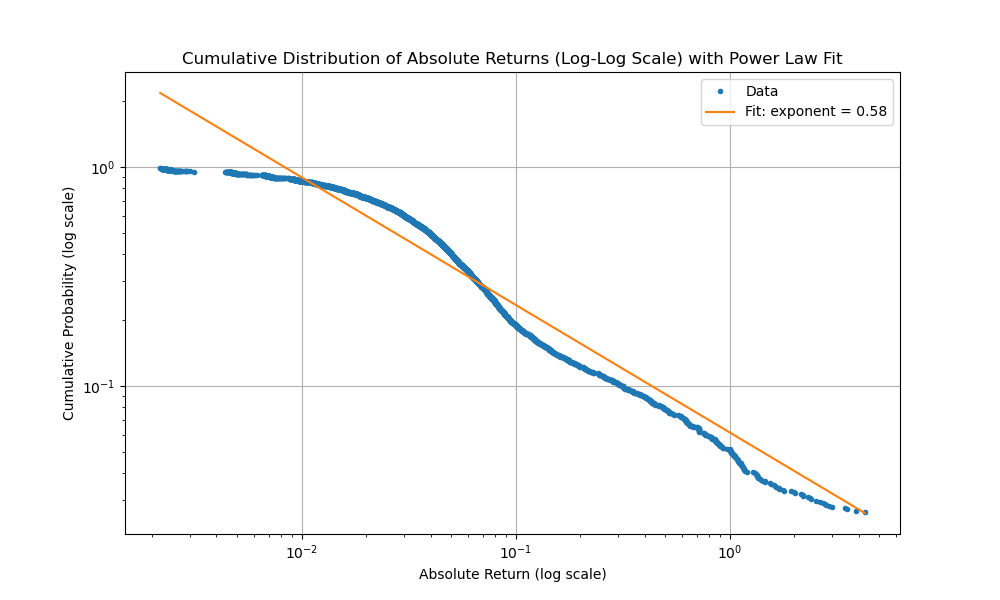 Cumulative Distribution of Absolute Returns (Log-Log Scale) with Power Law Fit
Data
Fit: exponent = 0.58
Cumulative Probability (log scale)
10⁰
10⁻¹
10⁻² 10⁻¹ 10⁰
Absolute Return (log scale)